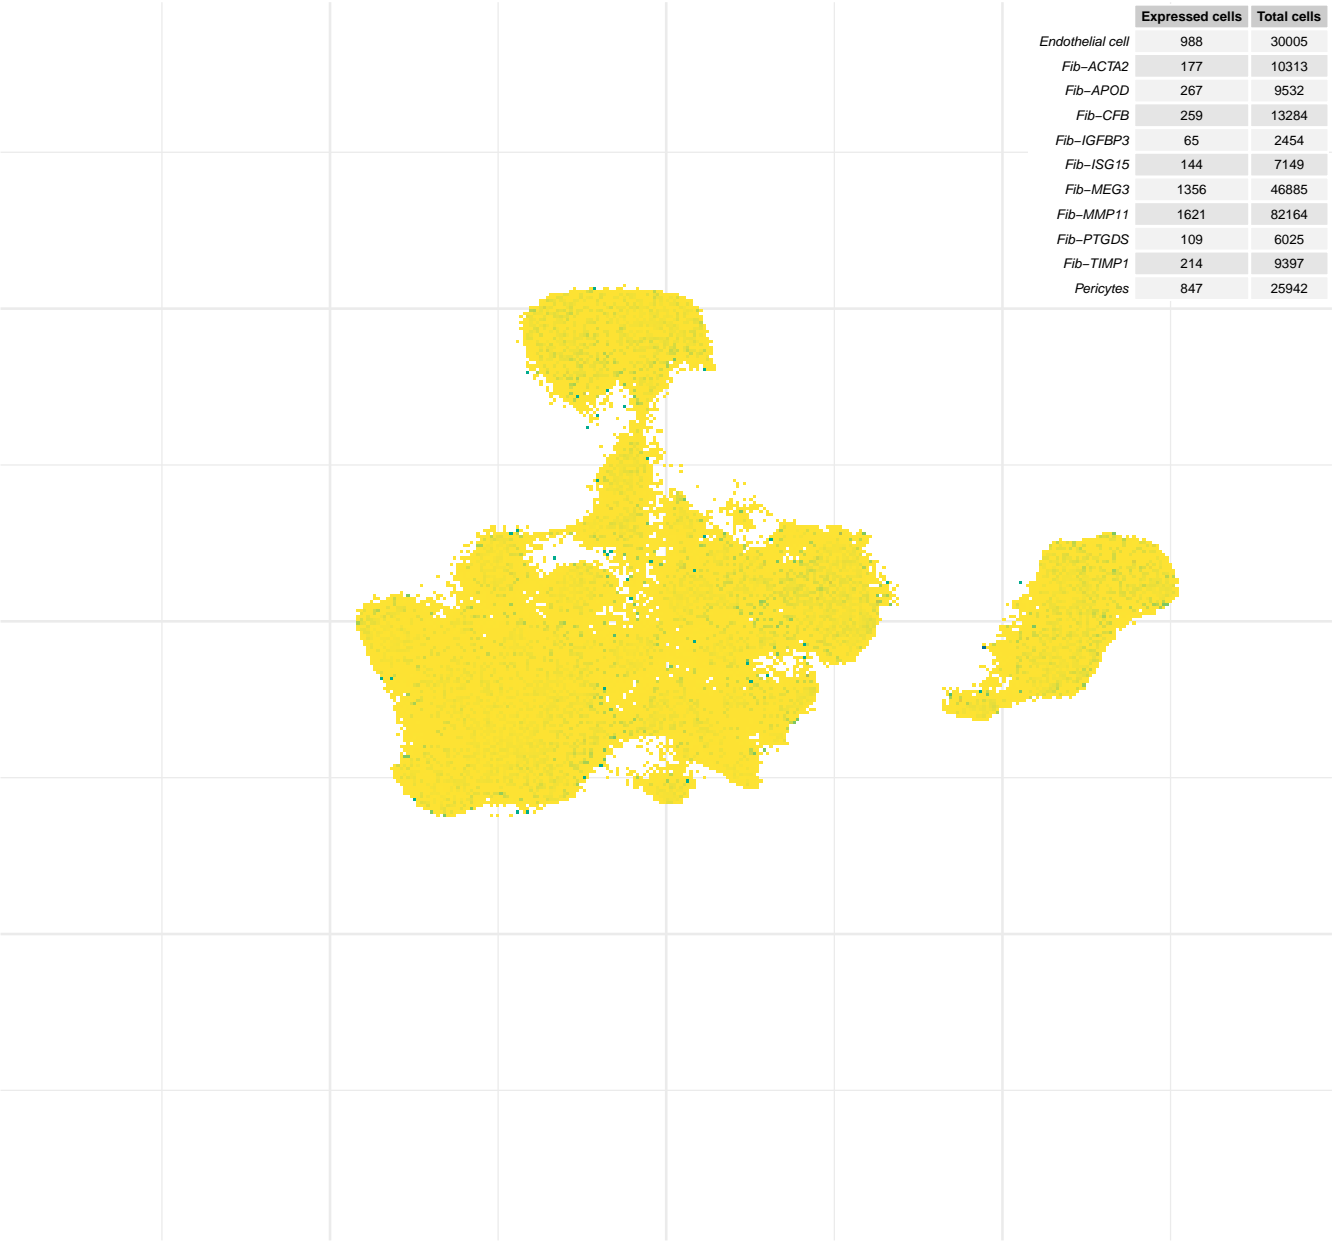 Expressed cells Total cells
Endothelial cell 988 30005
Fib−ACTA2 177 10313
Fib−APOD 267 9532
Fib−CFB 259 13284
Fib−IGFBP3 65 2454
Fib−ISG15 144 7149
Fib−MEG3 1356 46885
Fib−MMP11 1621 82164
Fib−PTGDS 109 6025
Fib−TIMP1 214 9397
Pericytes 847 25942